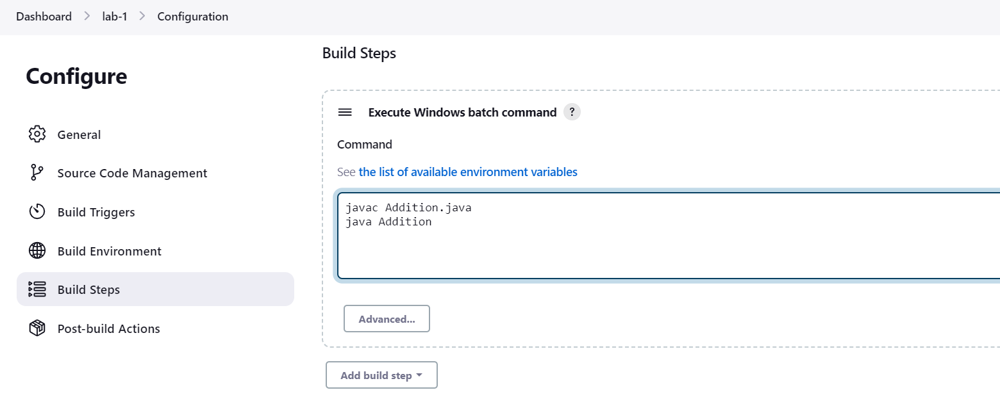 Dashboard > lab-1 > Configuration
Configure
General
Source Code Management
Build Triggers
Build Environment
Build Steps
Post-build Actions
Build Steps
Execute Windows batch command ?
Command
See the list of available environment variables
javac Addition.java
java Addition
Advanced...
Add build step